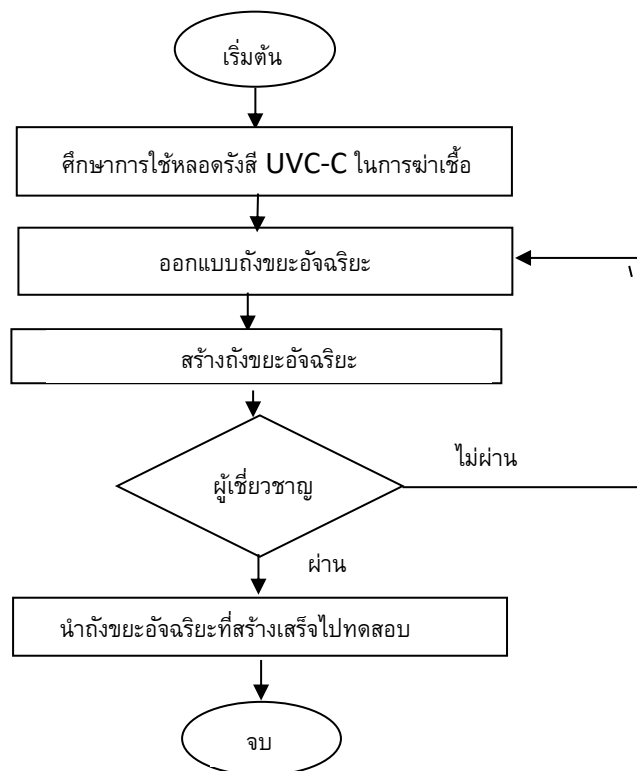 เริ่มต้น
ศึกษาการใช้หลอดรังสี UVC-C ในการฆ่าเชื้อ
ออกแบบถังขยะอัจฉริยะ
สร้างถังขยะอัจฉริยะ
ผู้เชี่ยวชาญ
ไม่ผ่าน
ผ่าน
นำถังขยะอัจฉริยะที่สร้างเสร็จไปทดสอบ
จบ